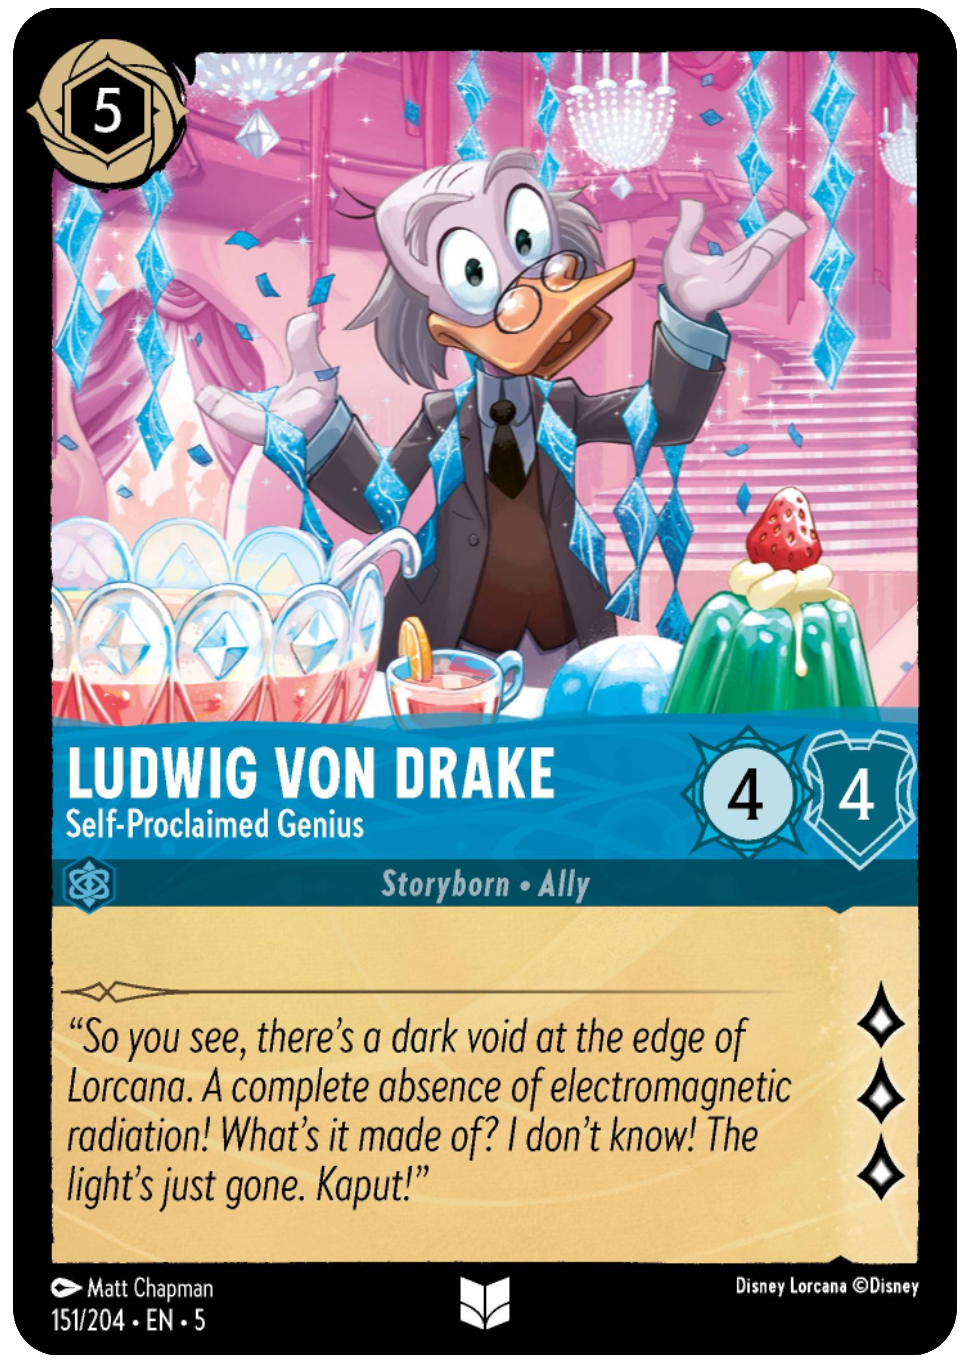 5
LUDWIG VON DRAKE
Self-Proclaimed Genius
4 4
Storyborn • Ally
“So you see, there’s a dark void at the edge of
Lorcana. A complete absence of electromagnetic
radiation! What’s it made of? I don’t know! The
light’s just gone. Kaput!”
Matt Chapman
151/204 • EN • 5
Disney Lorcana ©Disney